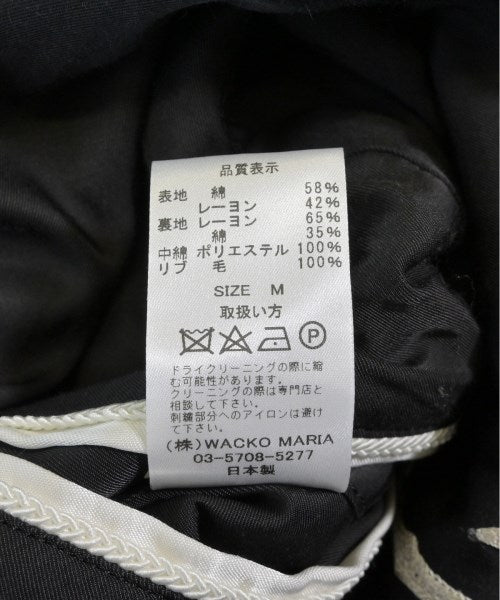 品質表示
表地 綿 58%
レーヨン 42%
裏地 レーヨン 65%
綿 35%
中綿 ポリエステル 100%
リブ 毛 100%
SIZE M
取扱い方
P
ドライクリーニングの際に縮
む可能性があります。
クリーニングの際は専門店と
相談して下さい。
刺繍部分へのアイロンは避け
て下さい。
(株)WACKO MARIA
03-5708-5277
日本製